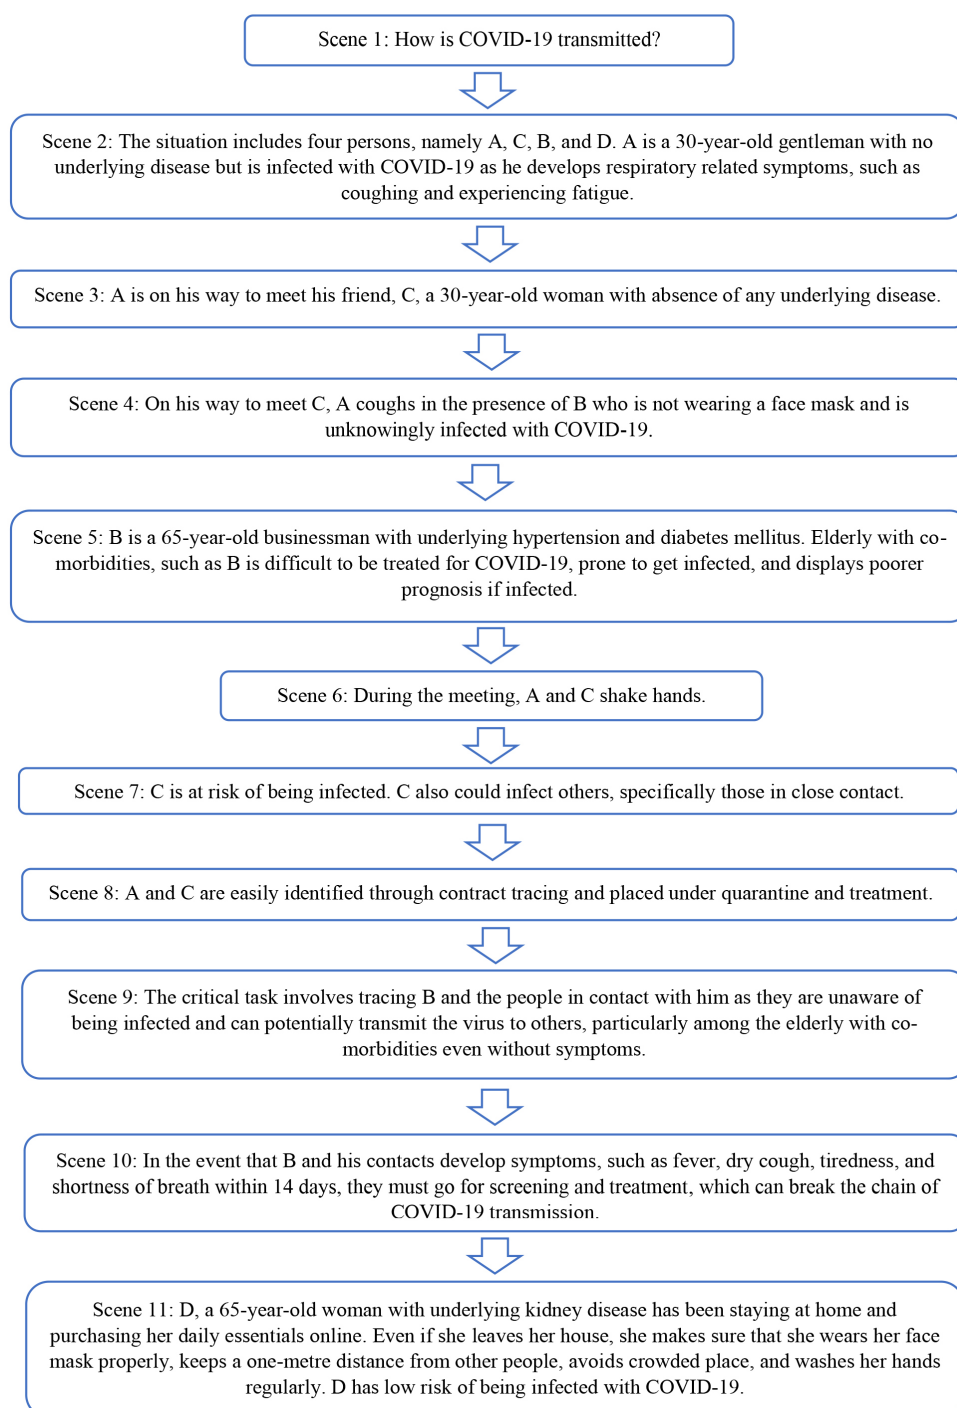 Scene 1: How is COVID-19 transmitted?
Scene 2: The situation includes four persons, namely A, C, B, and D. A is a 30-year-old gentleman with no
underlying disease but is infected with COVID-19 as he develops respiratory related symptoms, such as
coughing and experiencing fatigue.
Scene 3: A is on his way to meet his friend, C, a 30-year-old woman with absence of any underlying disease.
Scene 4: On his way to meet C, A coughs in the presence of B who is not wearing a face mask and is
unknowingly infected with COVID-19.
Scene 5: B is a 65-year-old businessman with underlying hypertension and diabetes mellitus. Elderly with co-
morbidities, such as B is difficult to be treated for COVID-19, prone to get infected, and displays poorer
prognosis if infected.
Scene 6: During the meeting, A and C shake hands.
Scene 7: C is at risk of being infected. C also could infect others, specifically those in close contact.
Scene 8: A and C are easily identified through contract tracing and placed under quarantine and treatment.
Scene 9: The critical task involves tracing B and the people in contact with him as they are unaware of
being infected and can potentially transmit the virus to others, particularly among the elderly with co-
morbidities even without symptoms.
Scene 10: In the event that B and his contacts develop symptoms, such as fever, dry cough, tiredness, and
shortness of breath within 14 days, they must go for screening and treatment, which can break the chain of
COVID-19 transmission.
Scene 11: D, a 65-year-old woman with underlying kidney disease has been staying at home and
purchasing her daily essentials online. Even if she leaves her house, she makes sure that she wears her face
mask properly, keeps a one-metre distance from other people, avoids crowded place, and washes her hands
regularly. D has low risk of being infected with COVID-19.